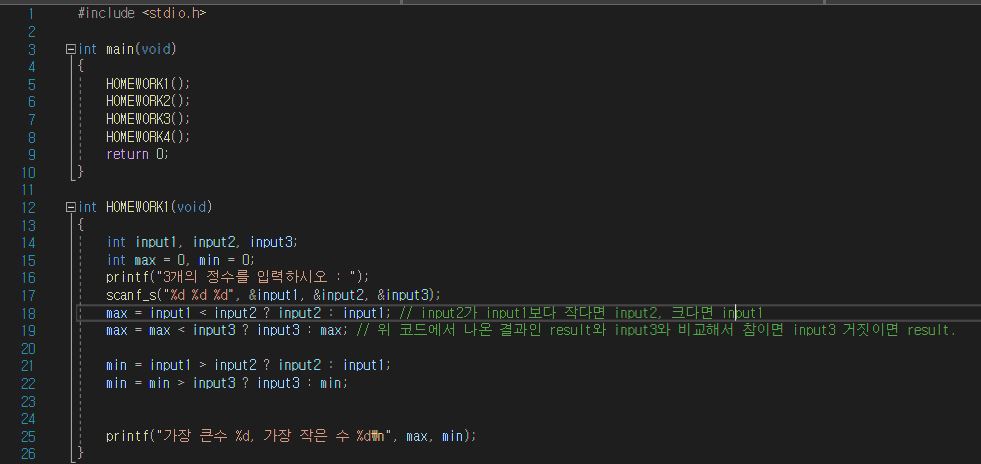 1 #include <stdio.h>
2
3 int main(void)
4 {
5 HOMEWORK1();
6 HOMEWORK2();
7 HOMEWORK3();
8 HOMEWORK4();
9 return 0;
10 }
11
12 int HOMEWORK1(void)
13 {
14 int input1, input2, input3;
15 int max = 0, min = 0;
16 printf("3개의 정수를 입력하시오 : ");
17 scanf_s("%d %d %d", &input1, &input2, &input3);
18 max = input1 < input2 ? input2 : input1; // input2가 input1보다 작다면 input2, 크다면 input1
19 max = max < input3 ? input3 : max; // 위 코드에서 나온 결과인 result와 input3와 비교해서 참이면 input3 거짓이면 result.
20
21 min = input1 > input2 ? input2 : input1;
22 min = min > input3 ? input3 : min;
23
24
25 printf("가장 큰수 %d, 가장 작은 수 %d₩n", max, min);
26 }